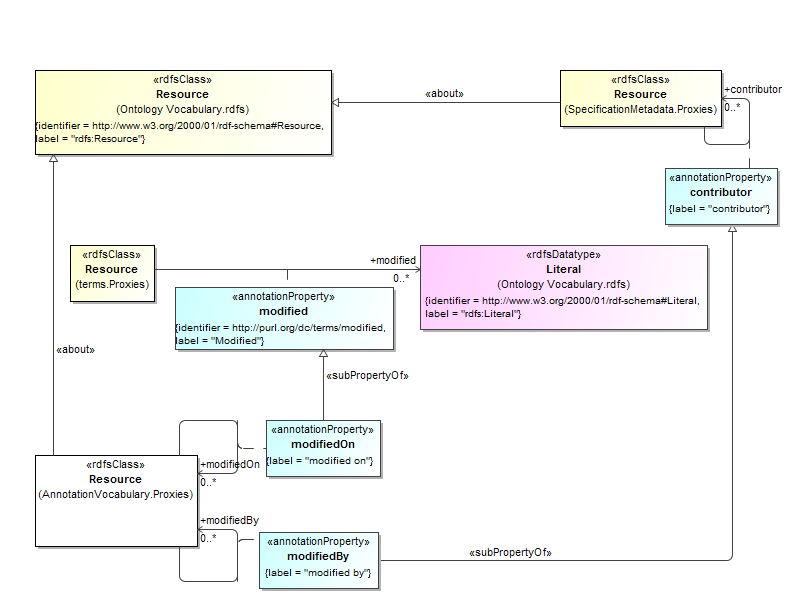 «rdfsClass»
Resource
(Ontology Vocabulary.rdfs)
{identifier = http://www.w3.org/2000/01/rdf-schema#Resource,
label = "rdfs:Resource"}
«about»
«rdfsClass»
Resource
(SpecificationMetadata.Proxies)
+contributor
0..*
«annotationProperty»
contributor
{label = "contributor"}
«rdfsClass»
Resource
(terms.Proxies)
+modified
0..*
«rdfsDatatype»
Literal
(Ontology Vocabulary.rdfs)
{identifier = http://www.w3.org/2000/01/rdf-schema#Literal,
label = "rdfs:Literal"}
«annotationProperty»
modified
{identifier = http://purl.org/dc/terms/modified,
label = "Modified"}
«about»
«subPropertyOf»
«annotationProperty»
modifiedOn
{label = "modified on"}
«rdfsClass»
Resource
(AnnotationVocabulary.Proxies)
+modifiedOn
0..*
+modifiedBy
0..*
«annotationProperty»
modifiedBy
{label = "modified by"}
«subPropertyOf»